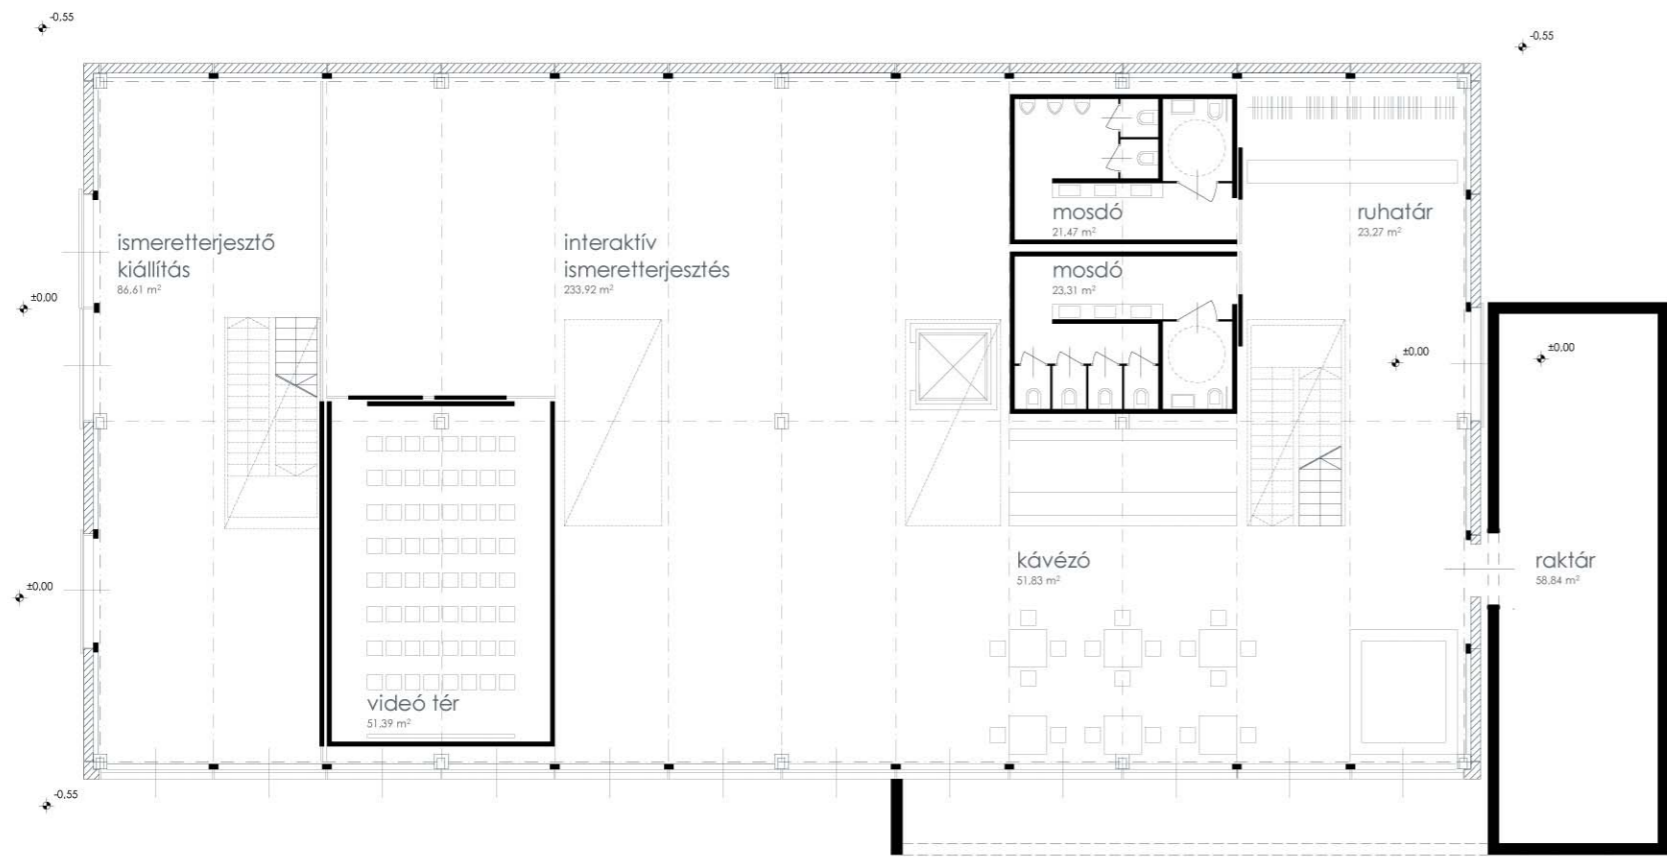 -0,55
-0,55
mosdó
21,47 m²
ruhatár
23,27 m²
ismeretterjesztő
kiállítás
86,61 m²
interaktív
ismeretterjesztés
233,92 m²
mosdó
23,31 m²
±0,00
±0,00
±0,00
kávézó
51,83 m²
raktár
58,84 m²
±0,00
videó tér
51,39 m²
-0,55